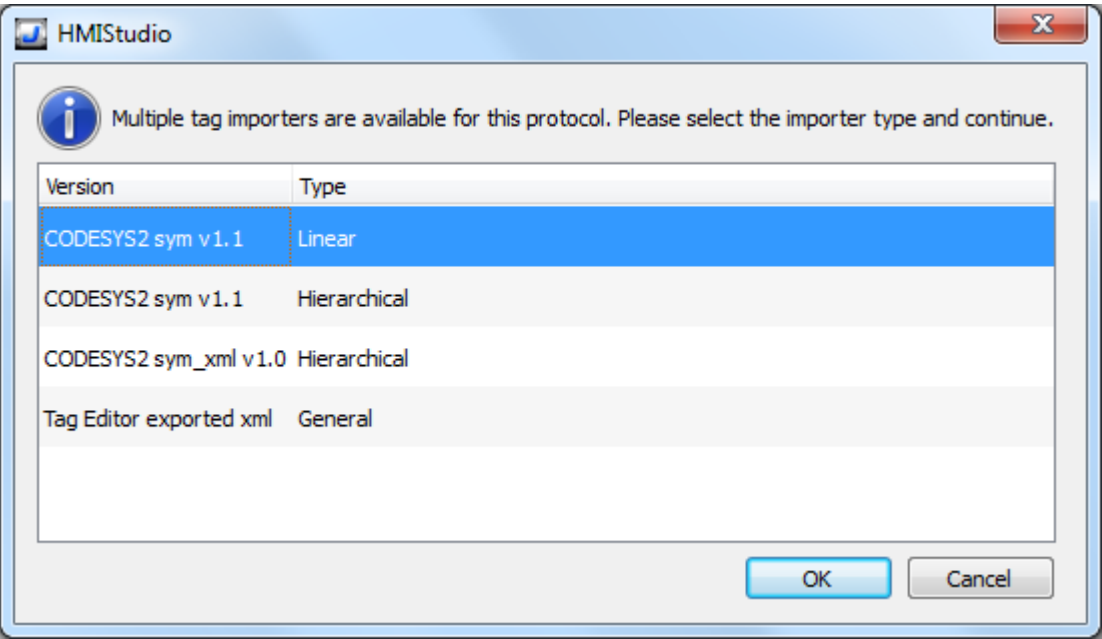 HMIStudio
Multiple tag importers are available for this protocol. Please select the importer type and continue.
Version Type
CODESYS2 sym v1.1 Linear
CODESYS2 sym v1.1 Hierarchical
CODESYS2 sym_xml v1.0 Hierarchical
Tag Editor exported xml General
OK Cancel